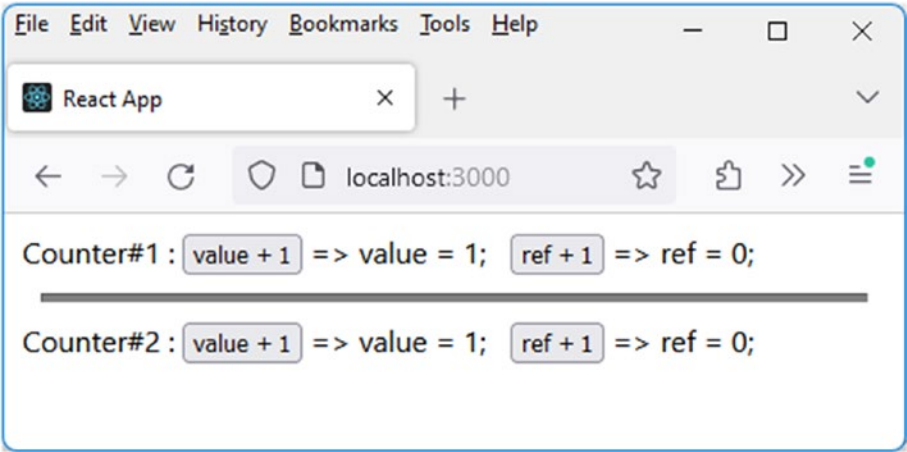 File Edit View History Bookmarks Tools Help
React App
localhost:3000
Counter#1 : value + 1 => value = 1; ref + 1 => ref = 0;
Counter#2 : value + 1 => value = 1; ref + 1 => ref = 0;